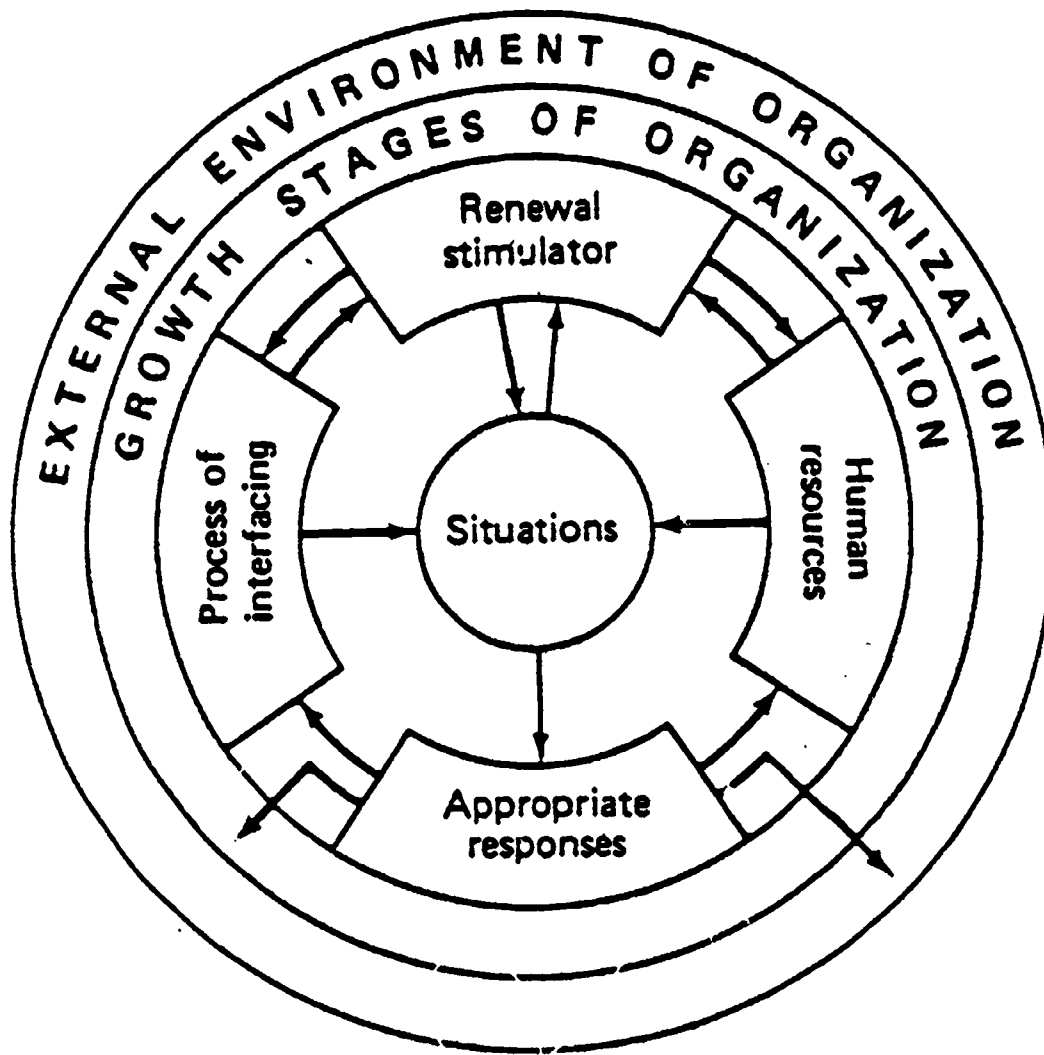 EXTERNAL ENVIRONMENT OF ORGANIZATION
GROWTH STAGES OF ORGANIZATION
Renewal
stimulator
Process of
interfacing
Situations
Human
resources
Appropriate
responses